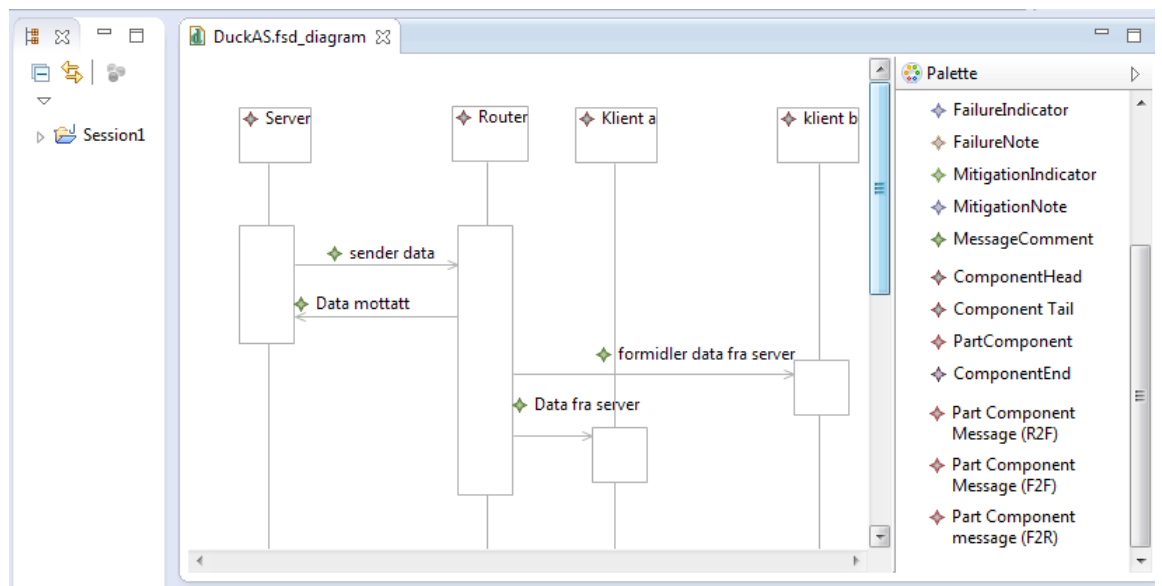 DuckAS.fsd_diagram
Session1
Server
Router
Klient a
klient b
sender data
Data mottatt
formidler data fra server
Data fra server
Palette
FailureIndicator
FailureNote
MitigationIndicator
MitigationNote
MessageComment
ComponentHead
Component Tail
PartComponent
ComponentEnd
Part Component
Message (R2F)
Part Component
Message (F2F)
Part Component
message (F2R)